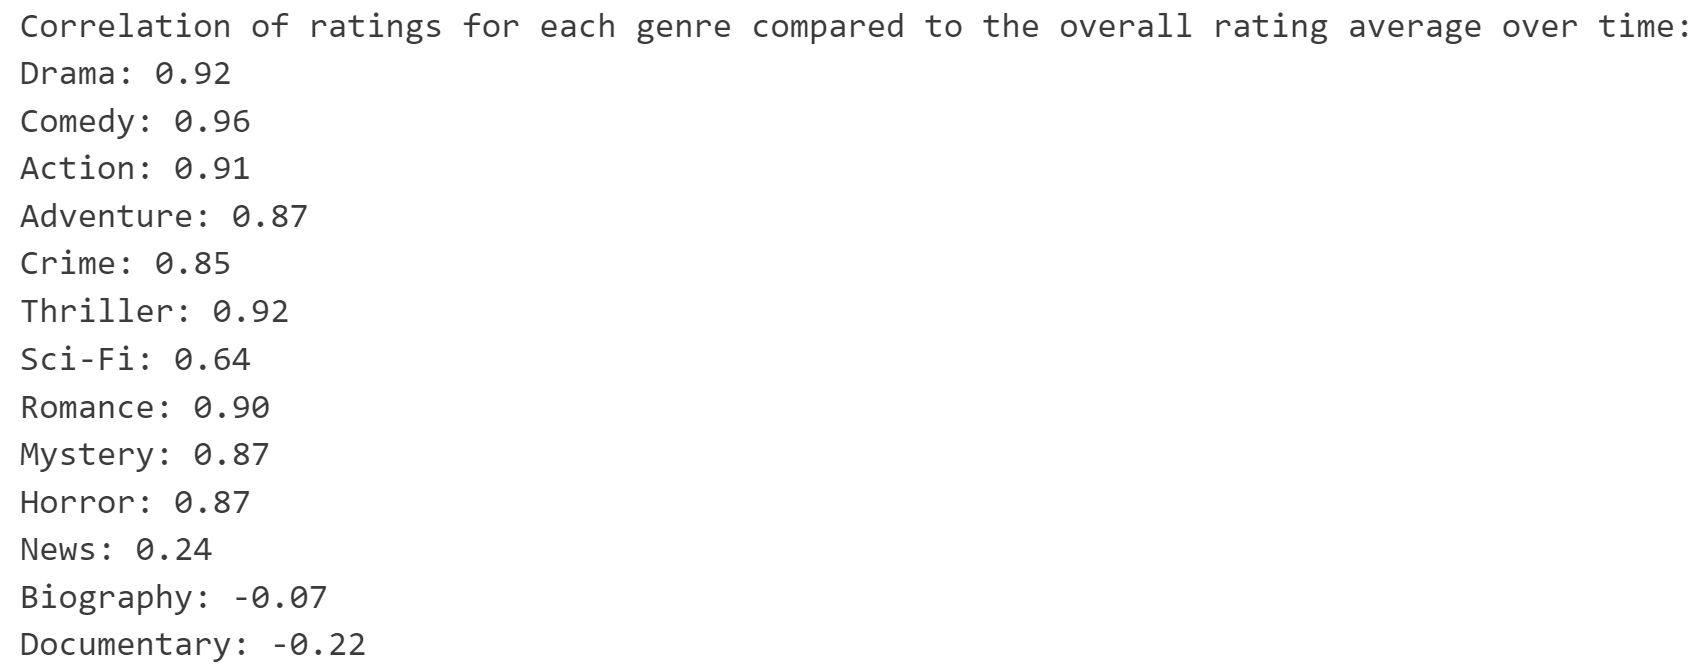 Correlation of ratings for each genre compared to the overall rating average over time:
Drama: 0.92
Comedy: 0.96
Action: 0.91
Adventure: 0.87
Crime: 0.85
Thriller: 0.92
Sci-Fi: 0.64
Romance: 0.90
Mystery: 0.87
Horror: 0.87
News: 0.24
Biography: -0.07
Documentary: -0.22